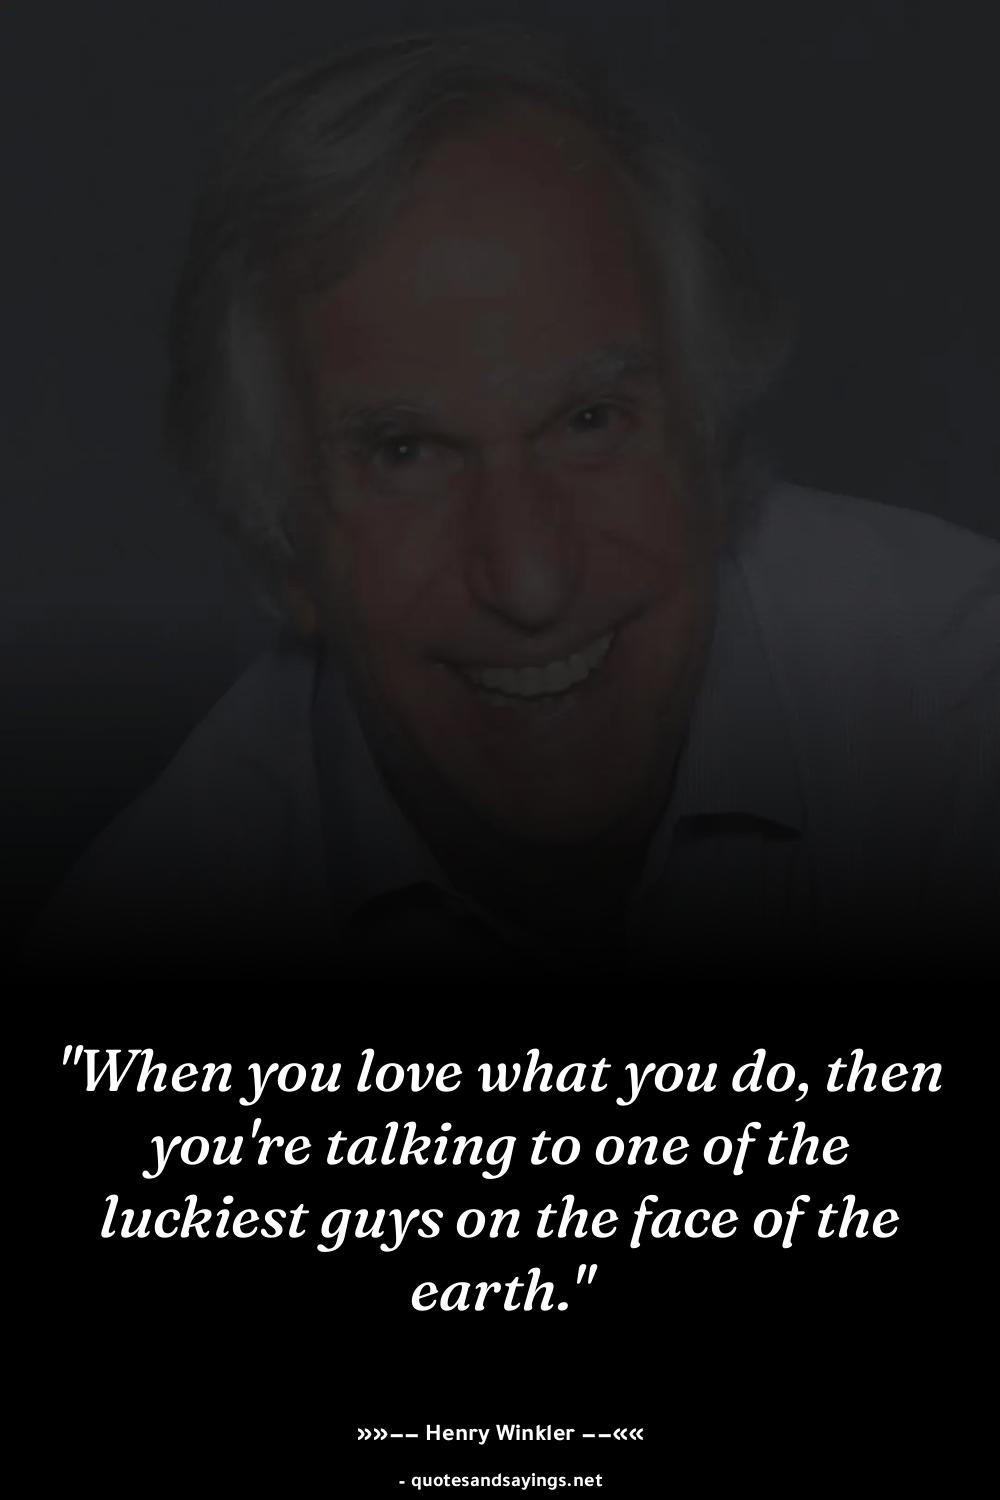 "When you love what you do, then
you're talking to one of the
luckiest guys on the face of the
earth."
»»-- Henry Winkler --««
- quotesandsayings.net